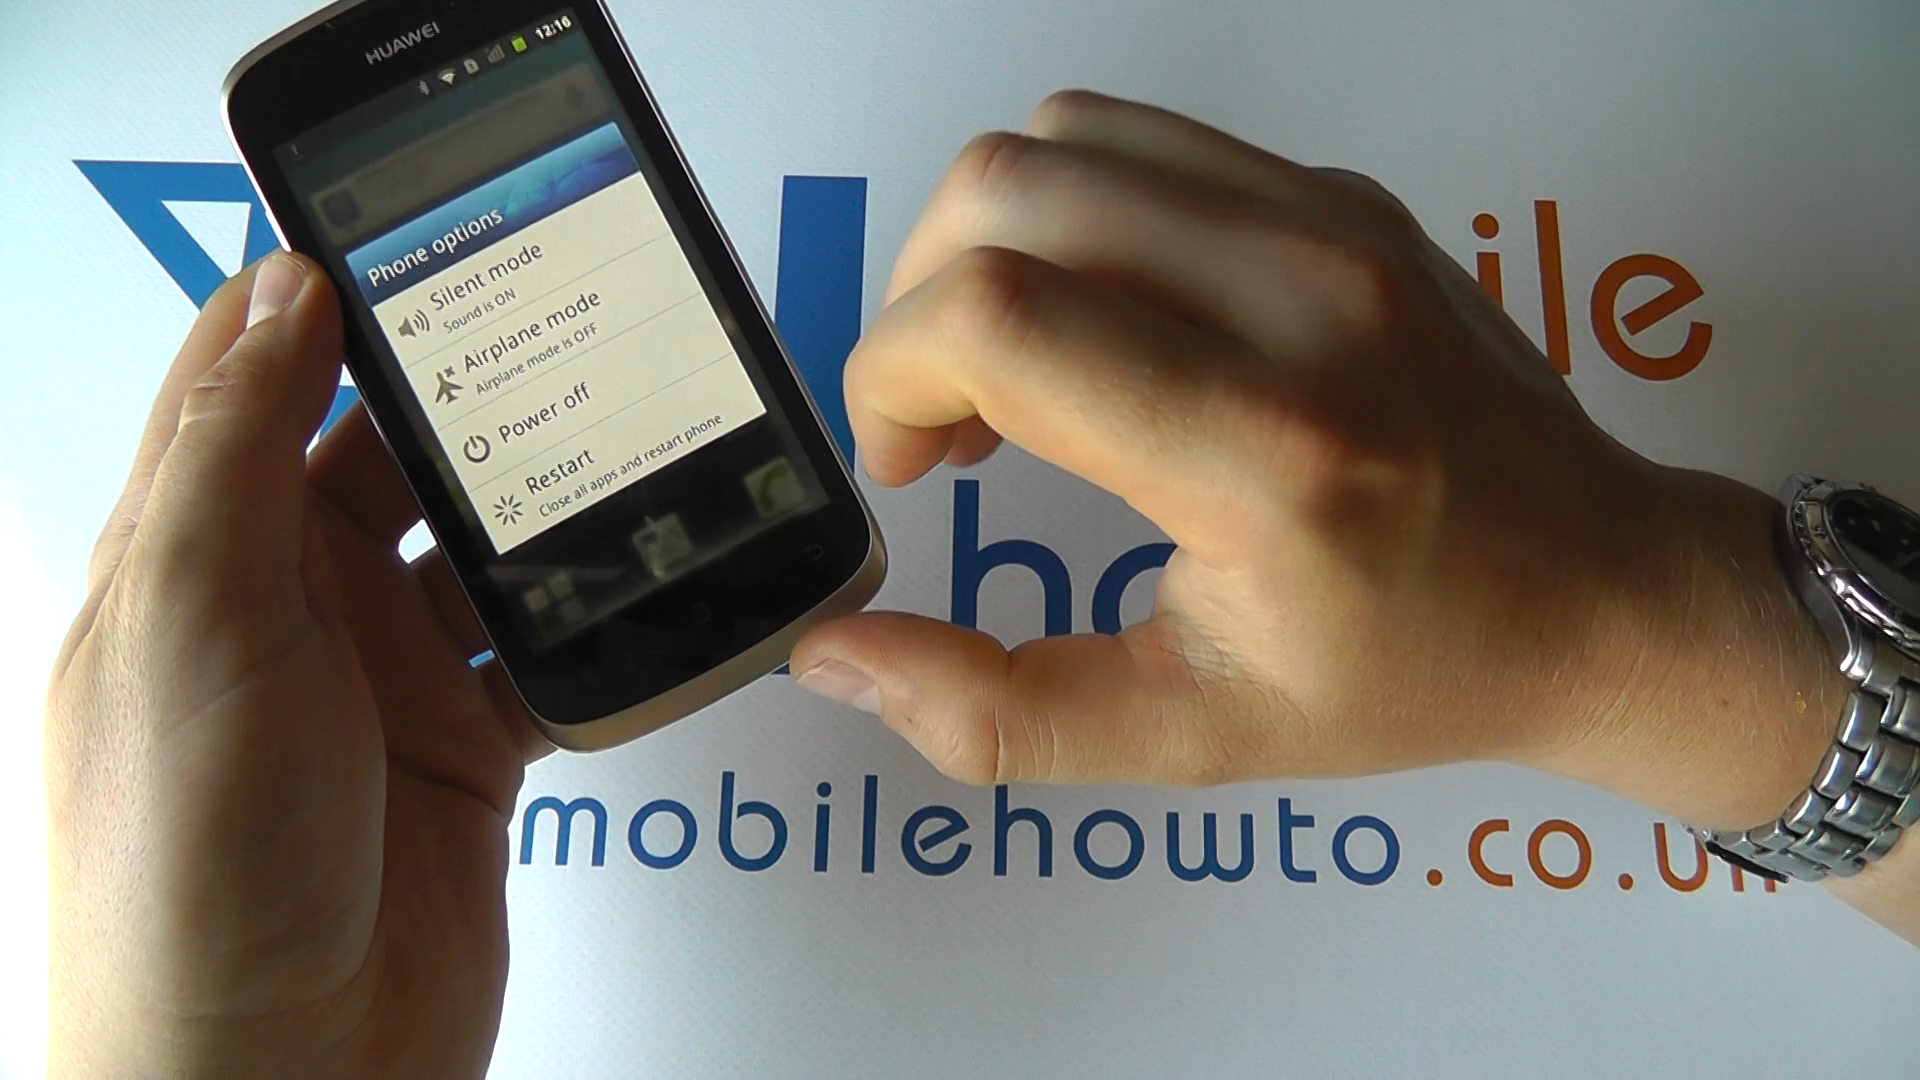 HUAWEI
12:16
Phone options
Silent mode
Sound is ON
Airplane mode
Airplane mode is OFF
Power off
Restart
Close all apps and restart phone
ile
ho
mobilehowto.co.u